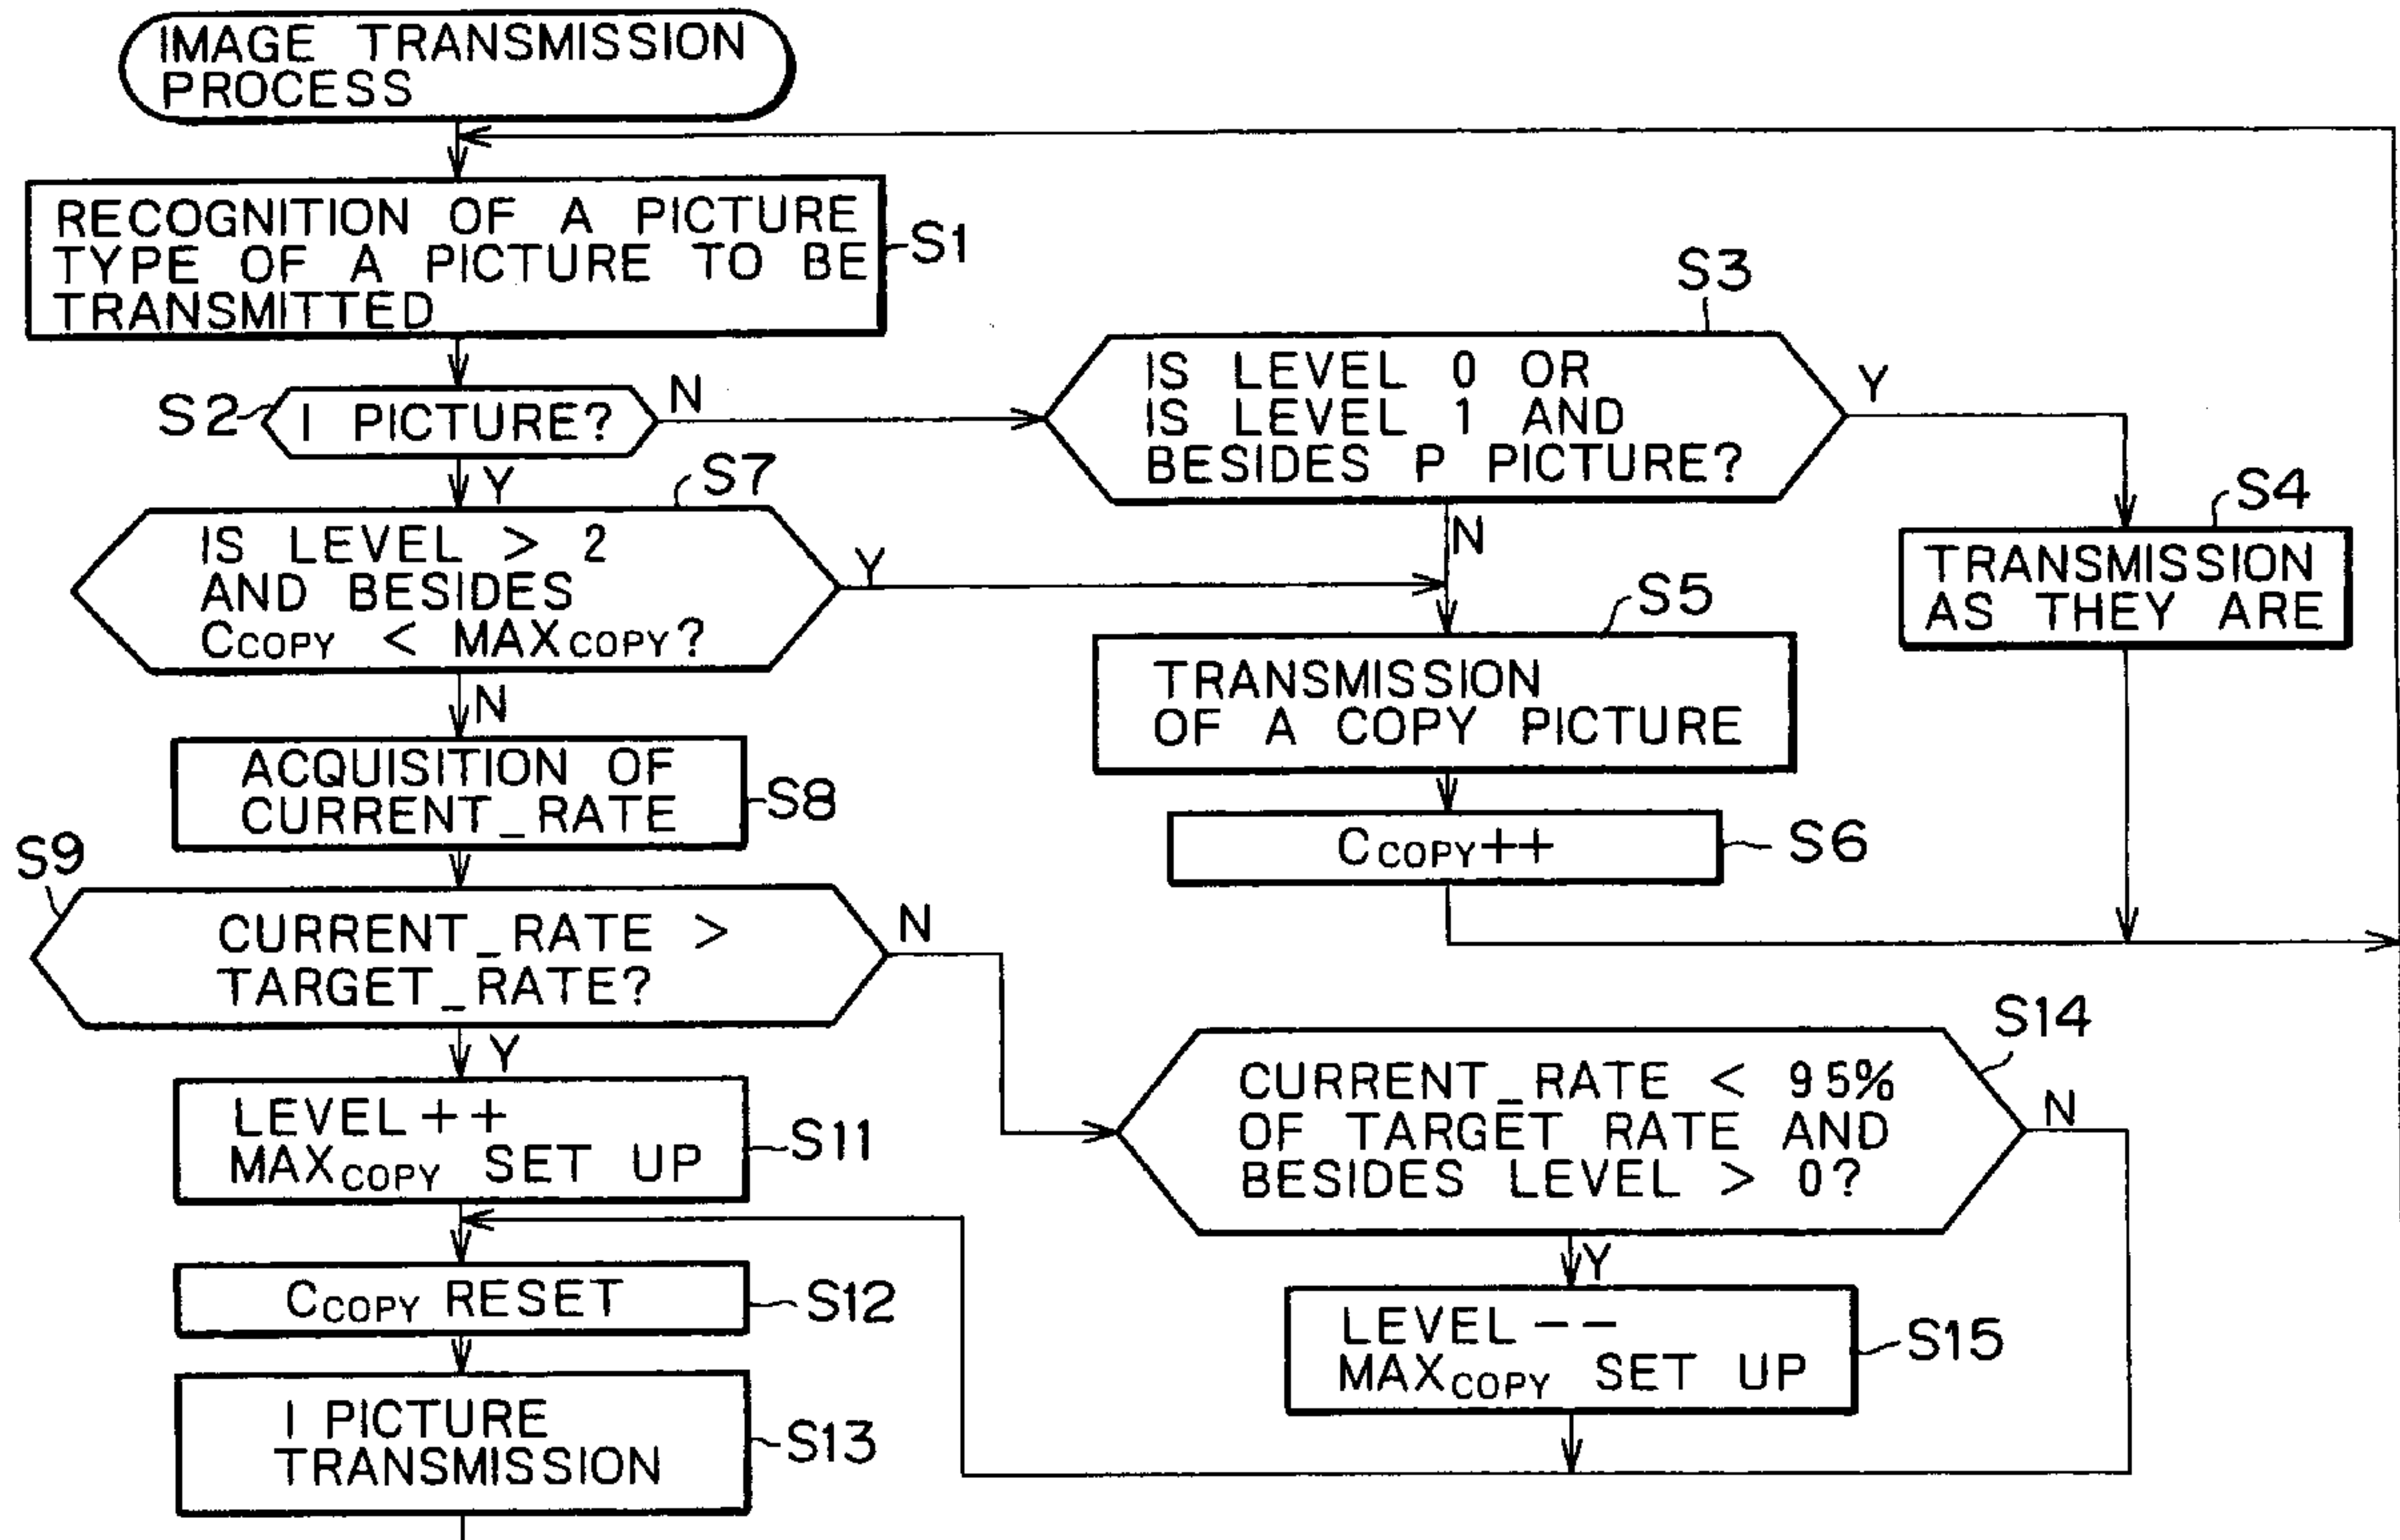 IMAGE TRANSMISSION
PROCESS
RECOGNITION OF A PICTURE
TYPE OF A PICTURE TO BE
TRANSMITTED
S1
S2
I PICTURE?
N
Y
S3
IS LEVEL 0 OR
IS LEVEL 1 AND
BESIDES P PICTURE?
Y
N
S4
TRANSMISSION
AS THEY ARE
S7
IS LEVEL > 2
AND BESIDES
CCOPY < MAXCOPY?
Y
N
S5
TRANSMISSION
OF A COPY PICTURE
S6
CCOPY++
ACQUISITION OF
CURRENT_RATE
S8
S9
CURRENT_RATE >
TARGET_RATE?
N
Y
LEVEL++
MAXCOPY SET UP
S11
S14
CURRENT_RATE < 95%
OF TARGET RATE AND
BESIDES LEVEL > 0?
N
Y
CCOPY RESET
S12
LEVEL--
MAXCOPY SET UP
S15
I PICTURE
TRANSMISSION
S13